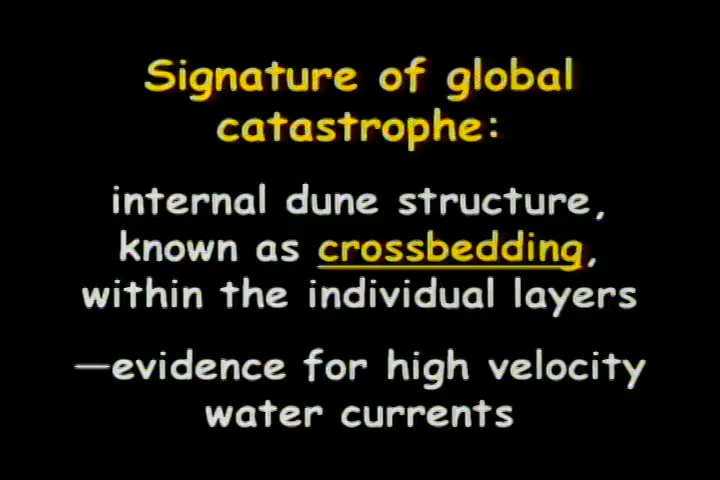 Signature of global
catastrophe:
internal dune structure,
known as crossbedding,
within the individual layers
—evidence for high velocity
water currents